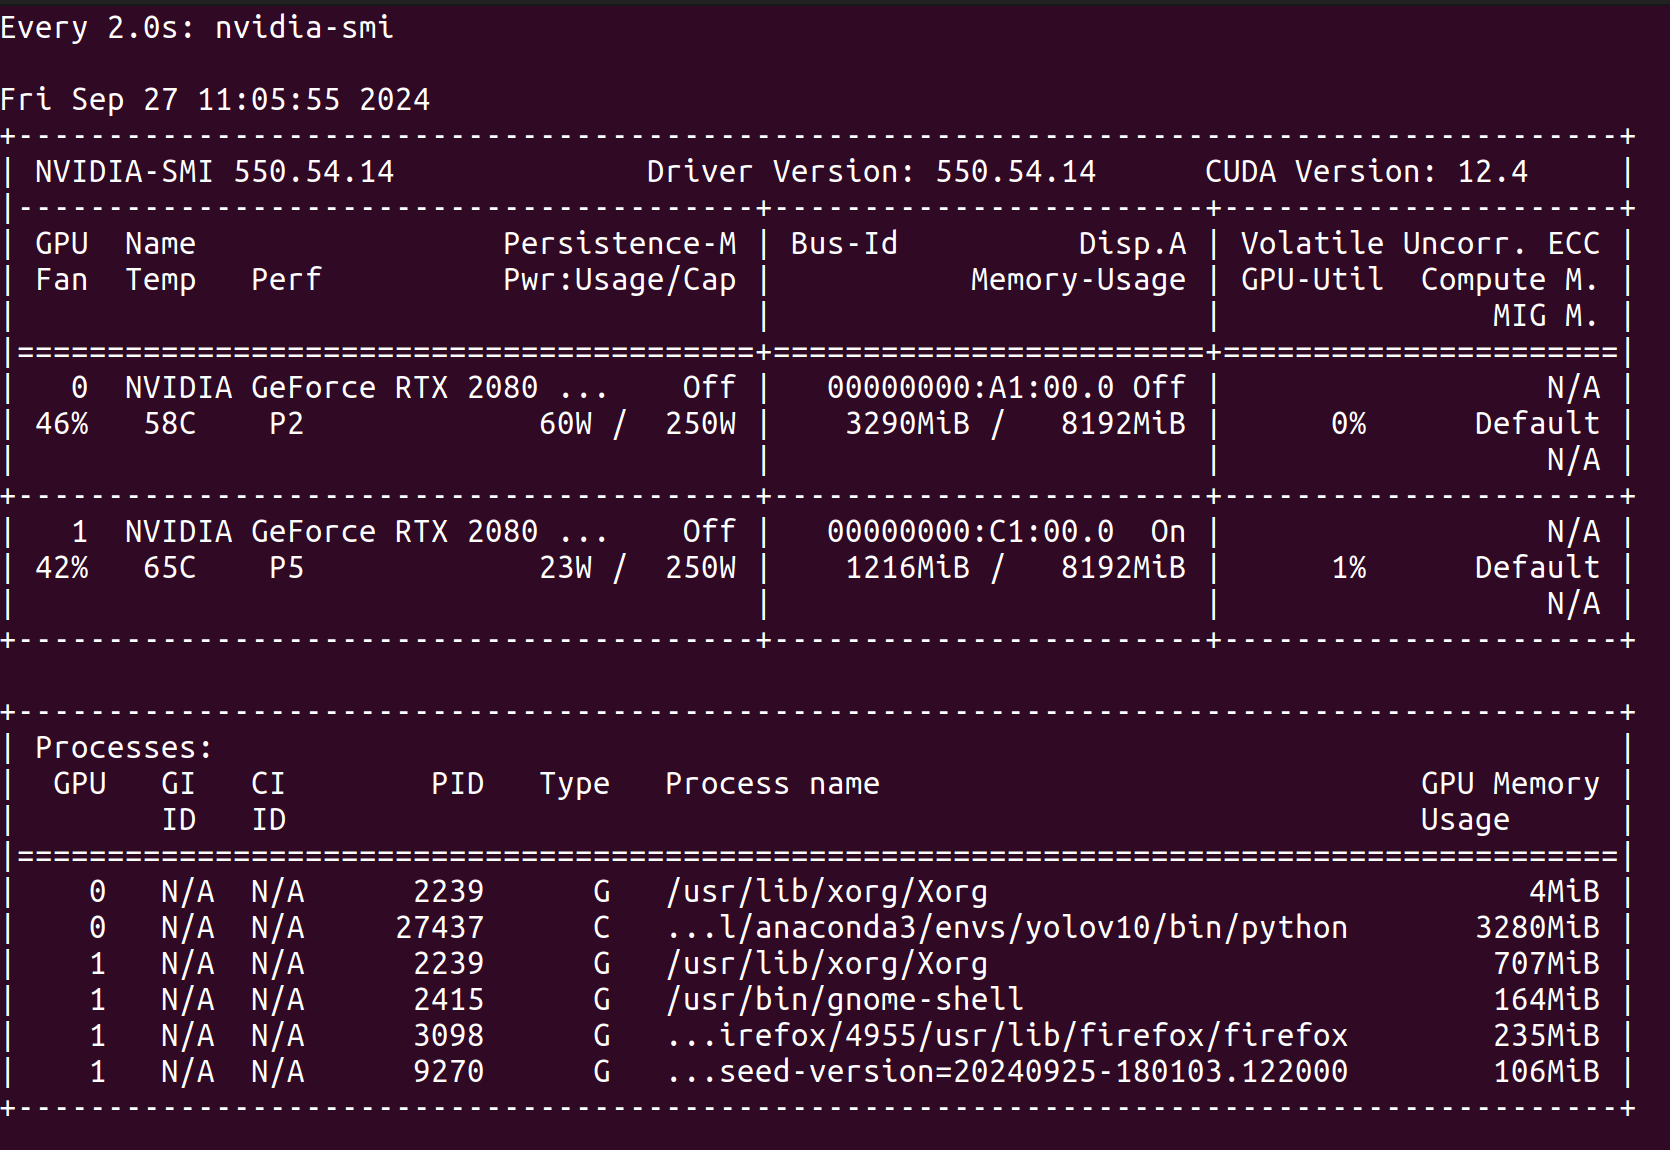 Every 2.0s: nvidia-smi

Fri Sep 27 11:05:55 2024
+-----------------------------------------------------------------------------------------+
| NVIDIA-SMI 550.54.14              Driver Version: 550.54.14      CUDA Version: 12.4     |
|-----------------------------------------+------------------------+----------------------+
| GPU  Name                 Persistence-M | Bus-Id          Disp.A | Volatile Uncorr. ECC |
| Fan  Temp   Perf          Pwr:Usage/Cap |           Memory-Usage | GPU-Util  Compute M. |
|                                         |                        |               MIG M. |
|=========================================+========================+======================|
|   0  NVIDIA GeForce RTX 2080 ...    Off |   00000000:A1:00.0 Off |                  N/A |
| 46%   58C    P2             60W /  250W |    3290MiB /   8192MiB |      0%      Default |
|                                         |                        |                  N/A |
+-----------------------------------------+------------------------+----------------------+
|   1  NVIDIA GeForce RTX 2080 ...    Off |   00000000:C1:00.0  On |                  N/A |
| 42%   65C    P5             23W /  250W |    1216MiB /   8192MiB |      1%      Default |
|                                         |                        |                  N/A |
+-----------------------------------------+------------------------+----------------------+

+-----------------------------------------------------------------------------------------+
| Processes:                                                                              |
|  GPU   GI   CI        PID   Type   Process name                              GPU Memory |
|        ID   ID                                                               Usage      |
|=========================================================================================|
|    0   N/A  N/A      2239      G   /usr/lib/xorg/Xorg                              4MiB |
|    0   N/A  N/A     27437      C   ...l/anaconda3/envs/yolov10/bin/python       3280MiB |
|    1   N/A  N/A      2239      G   /usr/lib/xorg/Xorg                            707MiB |
|    1   N/A  N/A      2415      G   /usr/bin/gnome-shell                          164MiB |
|    1   N/A  N/A      3098      G   ...irefox/4955/usr/lib/firefox/firefox        235MiB |
|    1   N/A  N/A      9270      G   ...seed-version=20240925-180103.122000        106MiB |
+-----------------------------------------------------------------------------------------+